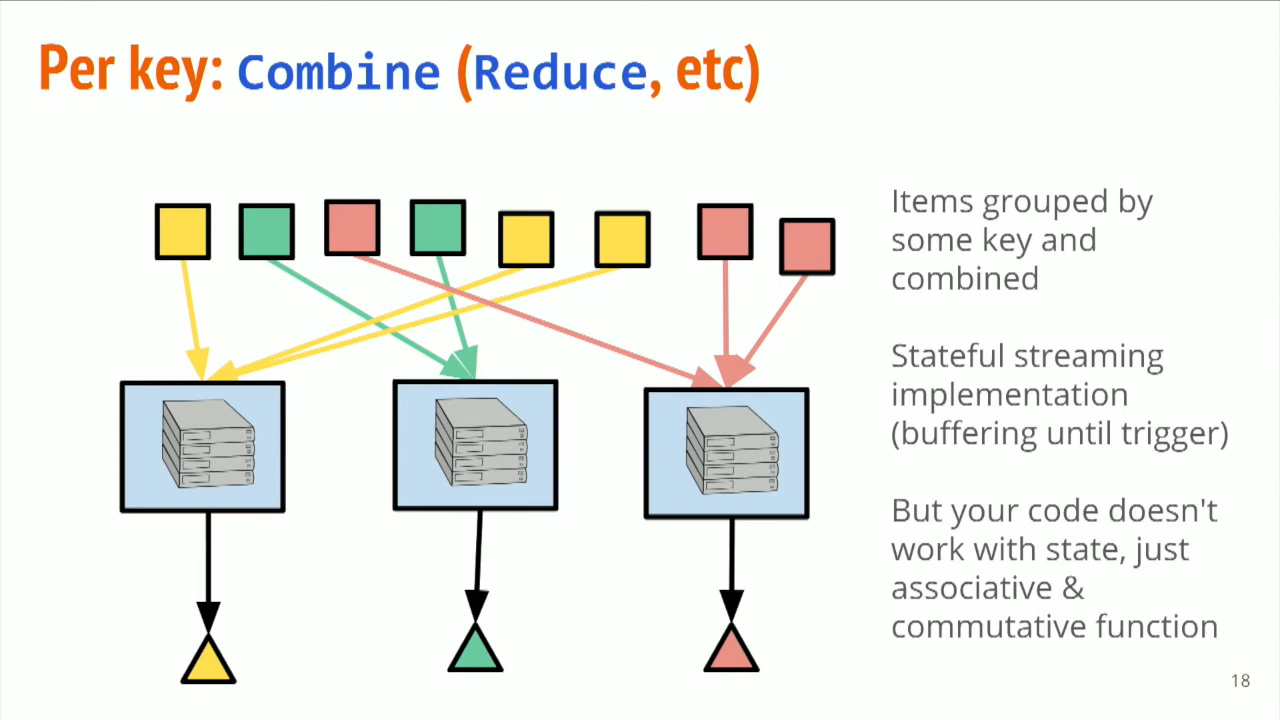 Per key: Combine (Reduce, etc)
Items grouped by
some key and
combined
Stateful streaming
implementation
(buffering until trigger)
But your code doesn't
work with state, just
associative &
commutative function
18